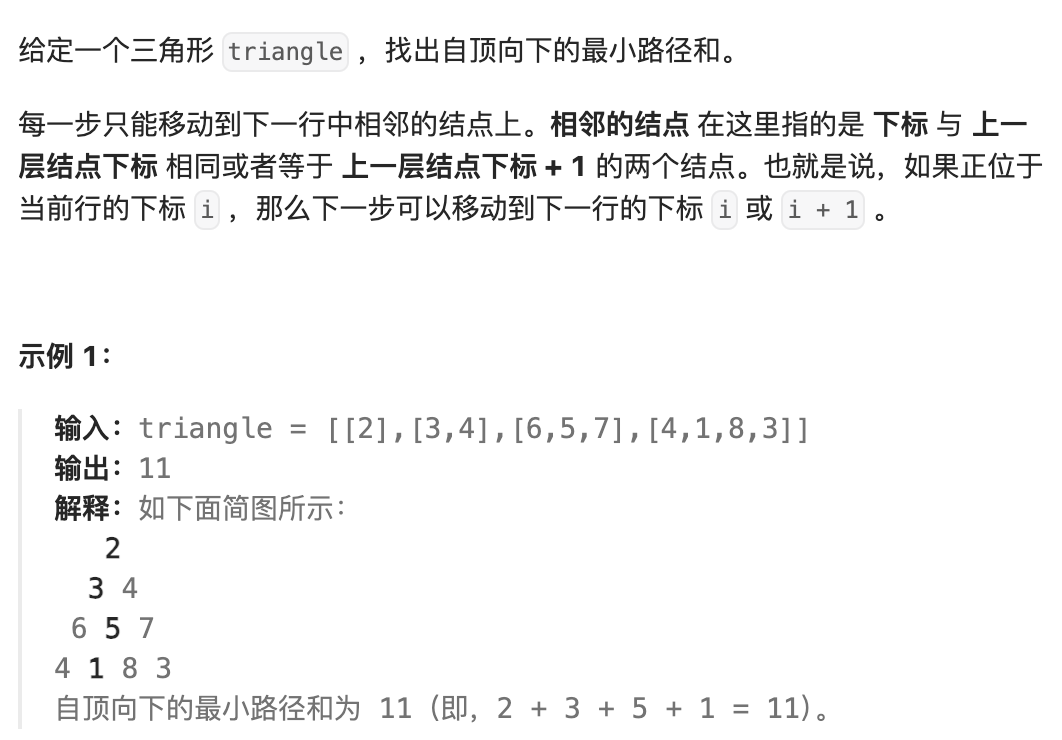 给定一个三角形 triangle ，找出自顶向下的最小路径和。
每一步只能移动到下一行中相邻的结点上。相邻的结点 在这里指的是 下标 与 上一
层结点下标 相同或者等于 上一层结点下标 + 1 的两个结点。也就是说，如果正位于
当前行的下标 i ，那么下一步可以移动到下一行的下标 i 或 i + 1 。
示例 1：
输入：triangle = [[2],[3,4],[6,5,7],[4,1,8,3]]
输出：11
解释：如下面简图所示：
2
3 4
6 5 7
4 1 8 3
自顶向下的最小路径和为 11（即，2 + 3 + 5 + 1 = 11）。